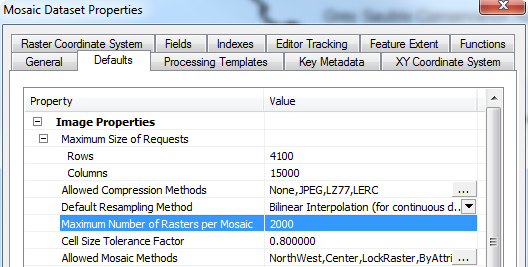 Mosaic Dataset Properties
Raster Coordinate System Fields Indexes Editor Tracking Feature Extent Functions
General Defaults Processing Templates Key Metadata XY Coordinate System
Property Value
Image Properties
Maximum Size of Requests
Rows 4100
Columns 15000
Allowed Compression Methods None,JPEG,LZ77,LERC ...
Default Resampling Method Bilinear Interpolation (for continuous d...
Maximum Number of Rasters per Mosaic 2000
Cell Size Tolerance Factor 0.800000
Allowed Mosaic Methods NorthWest,Center,LockRaster,ByAttri ...